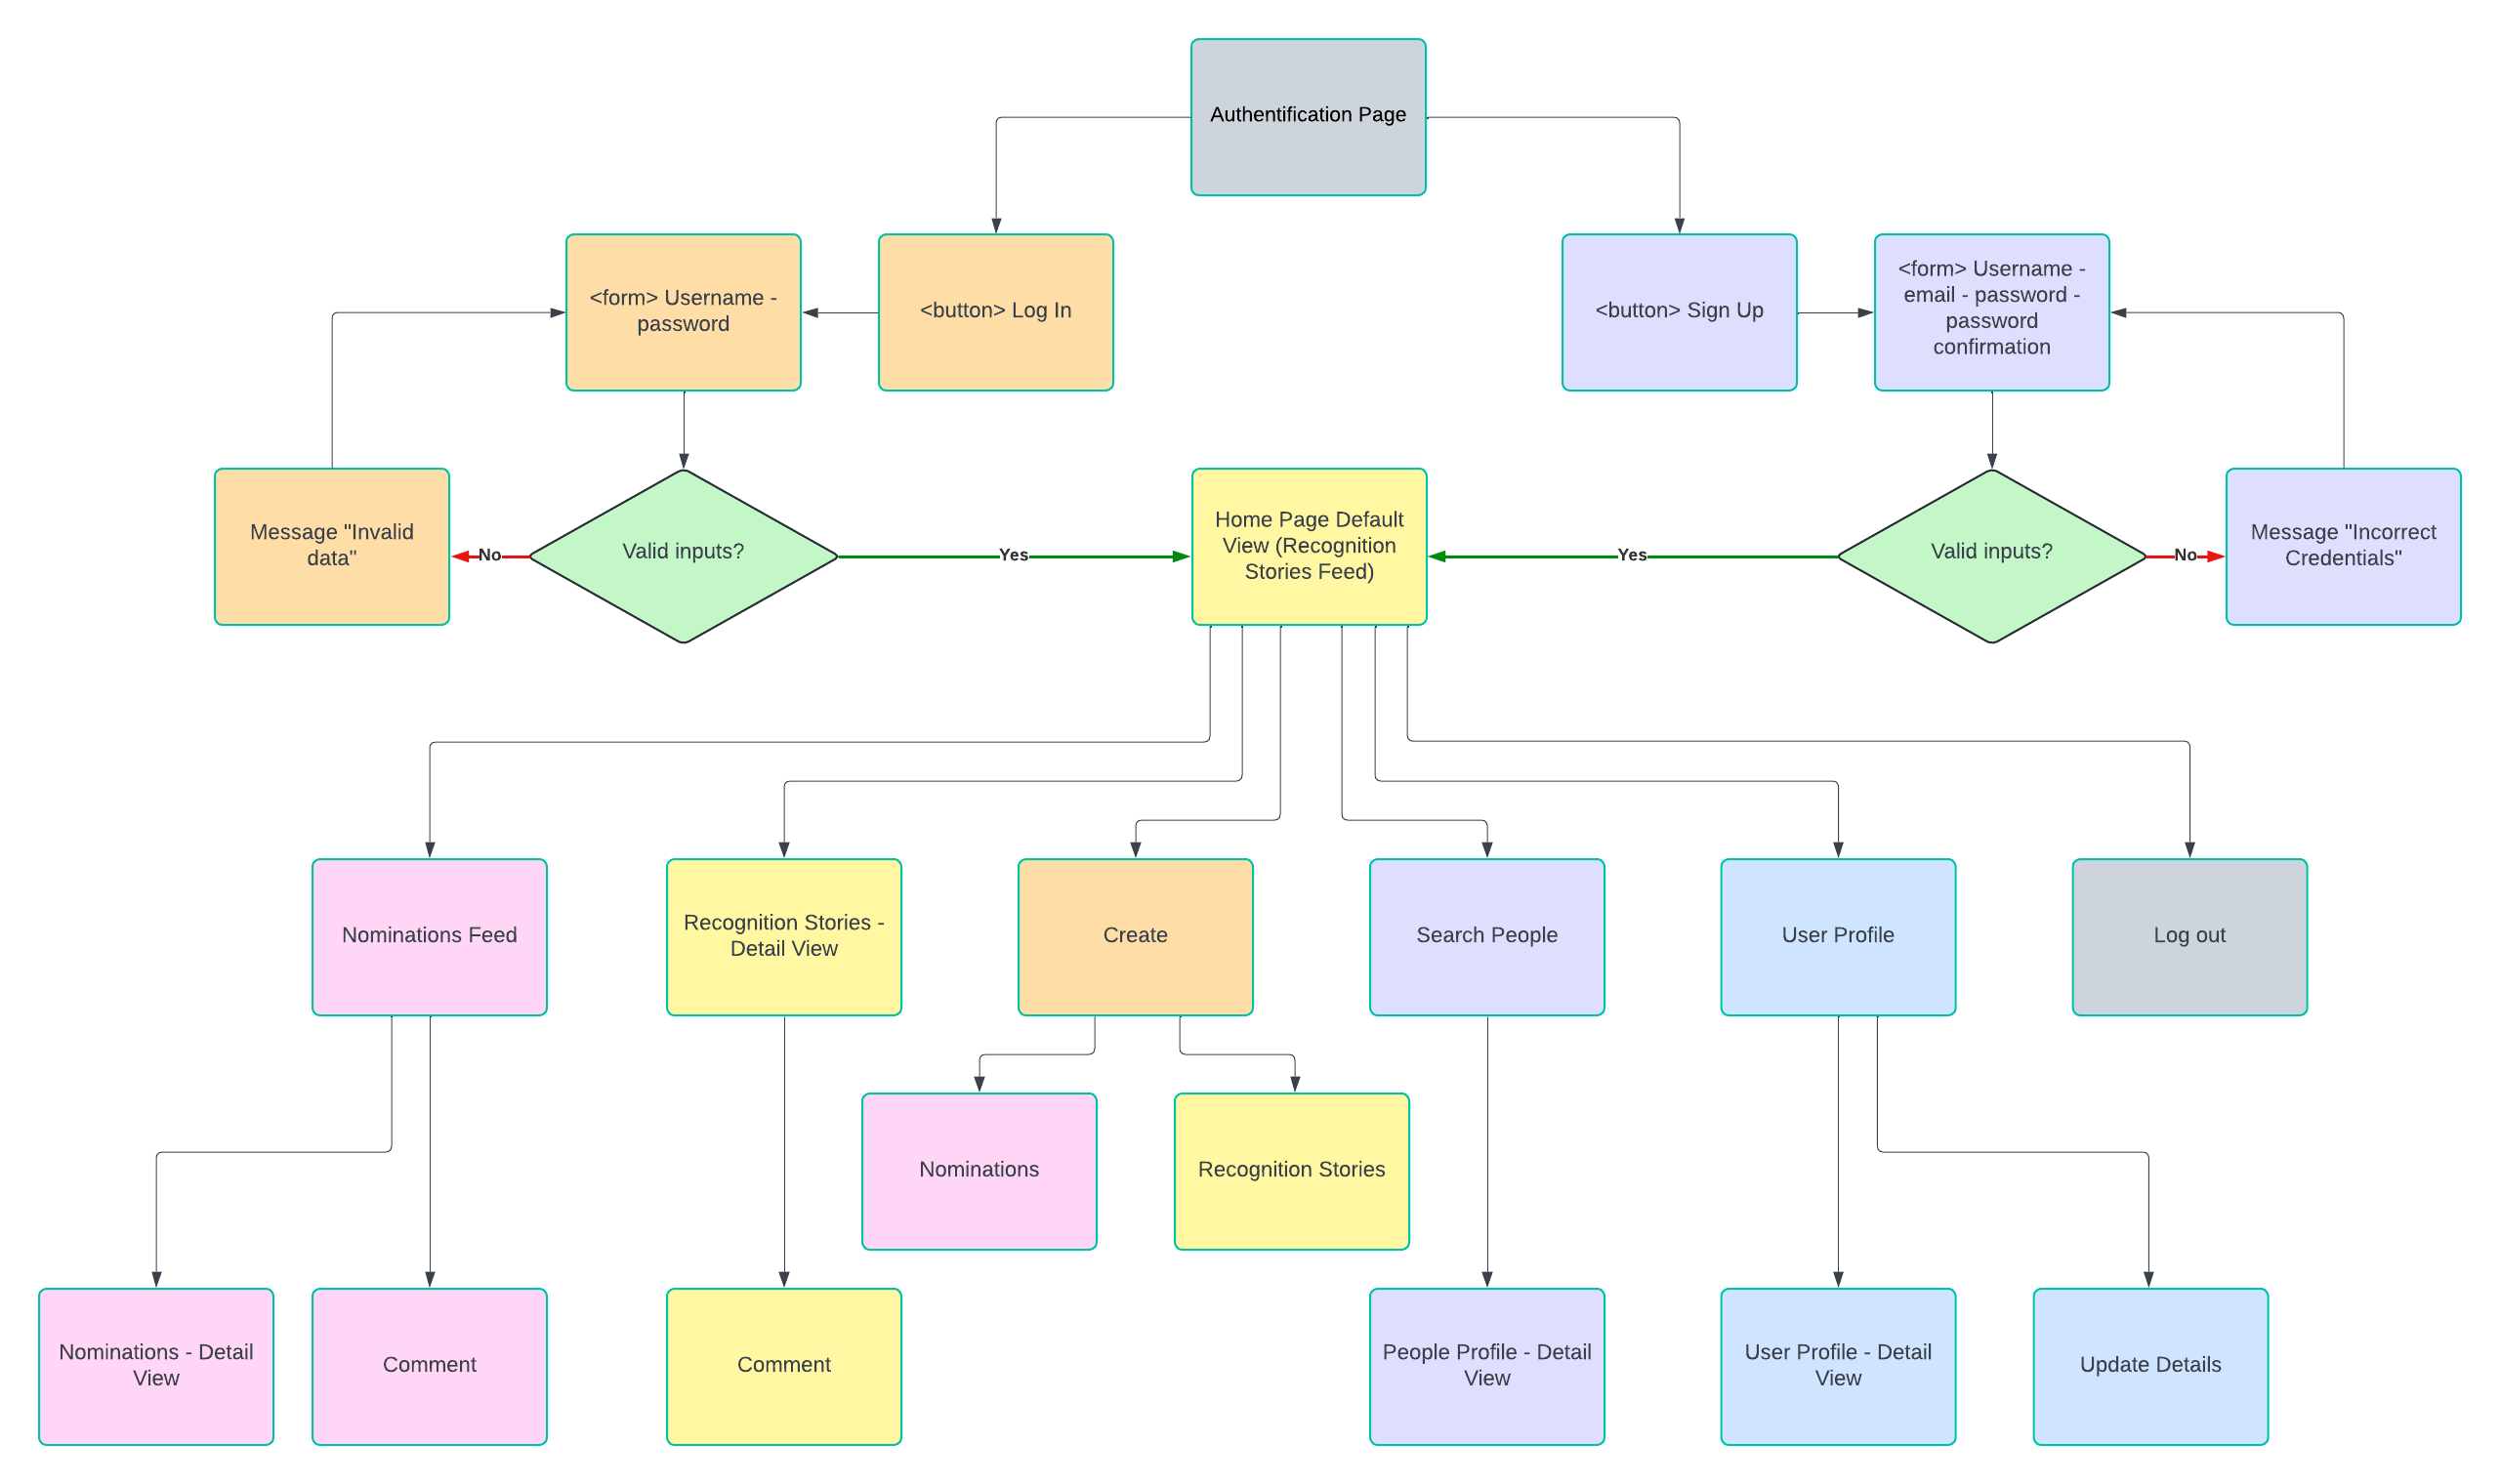 Authentification Page
<form> Username -
password
<button> Log In
<button> Sign Up
<form> Username -
email - password -
password
confirmation
Message "Invalid
data"
No
Valid inputs?
Yes
Home Page Default
View (Recognition
Stories Feed)
Yes
Valid inputs?
No
Message "Incorrect
Credentials"
Nominations Feed
Recognition Stories -
Detail View
Create
Search People
User Profile
Log out
Nominations
Recognition Stories
Nominations - Detail
View
Comment
Comment
People Profile - Detail
View
User Profile - Detail
View
Update Details